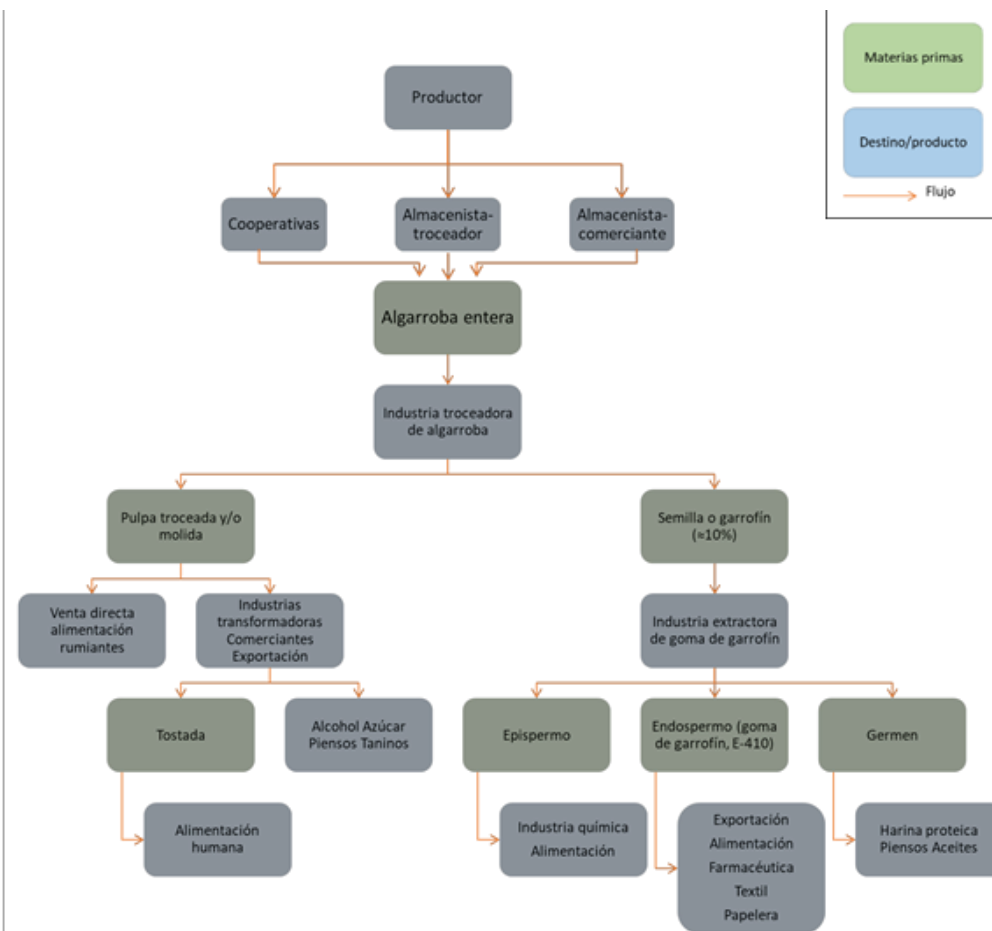 Materias primas
Destino/producto
Flujo
Productor
Cooperativas
Almacenista-
troceador
Almacenista-
comerciante
Algarroba entera
Industria troceadora
de algarroba
Pulpa troceada y/o
molida
Semilla o garrofín
(≈10%)
Venta directa
alimentación
rumiantes
Industrias
transformadoras
Comerciantes
Exportación
Industria extractora
de goma de garrofín
Tostada
Alcohol Azúcar
Piensos Taninos
Epispermo
Endospermo (goma
de garrofín, E-410)
Germen
Alimentación
humana
Industria química
Alimentación
Exportación
Alimentación
Farmacéutica
Textil
Papelera
Harina proteica
Piensos Aceites